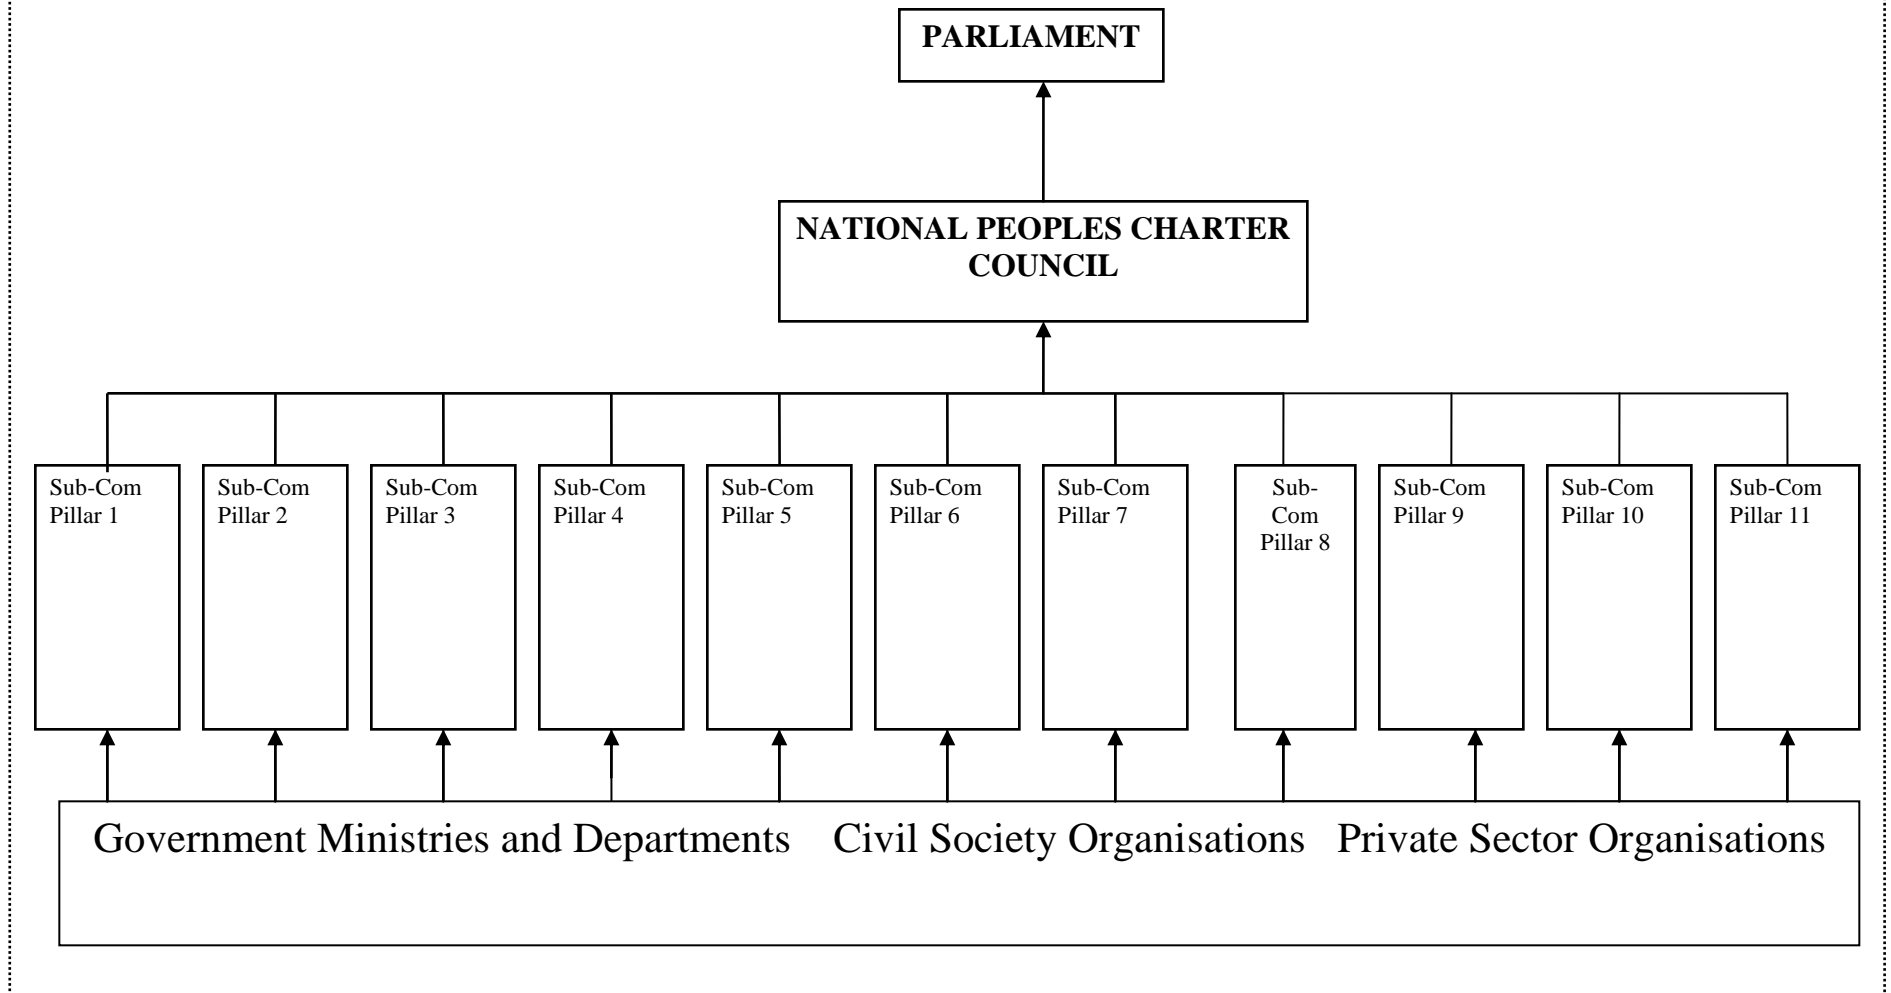 PARLIAMENT
NATIONAL PEOPLES CHARTER
COUNCIL
Sub-Com
Pillar 1
Sub-Com
Pillar 2
Sub-Com
Pillar 3
Sub-Com
Pillar 4
Sub-Com
Pillar 5
Sub-Com
Pillar 6
Sub-Com
Pillar 7
Sub-
Com
Pillar 8
Sub-Com
Pillar 9
Sub-Com
Pillar 10
Sub-Com
Pillar 11
Government Ministries and Departments Civil Society Organisations Private Sector Organisations